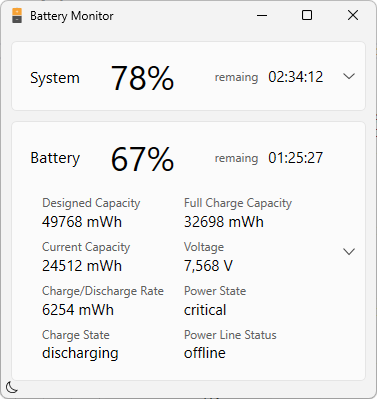 Battery Monitor
System 78% remaing 02:34:12
Battery 67% remaing 01:25:27
Designed Capacity Full Charge Capacity
49768 mWh 32698 mWh
Current Capacity Voltage
24512 mWh 7,568 V
Charge/Discharge Rate Power State
6254 mWh critical
Charge State Power Line Status
discharging offline